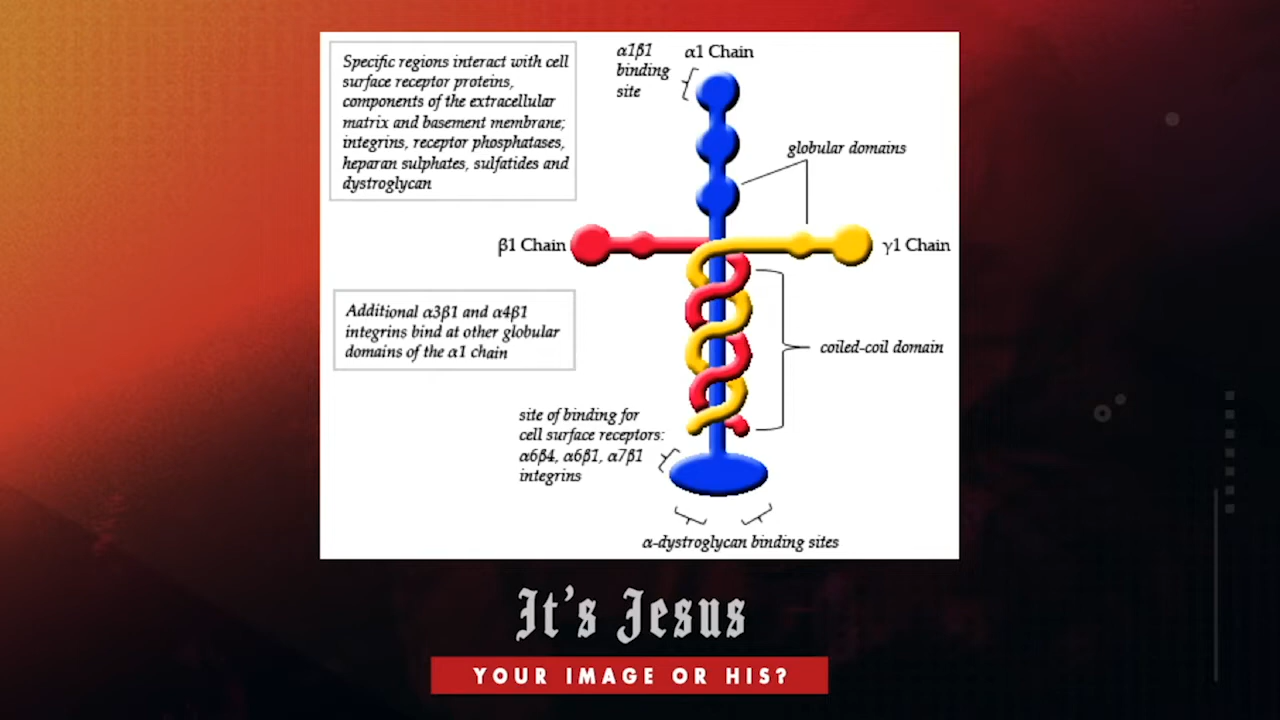 Specific regions interact with cell
surface receptor proteins,
components of the extracellular
matrix and basement membrane;
integrins, receptor phosphatases,
heparan sulphates, sulfatides and
dystroglycan
α1β1
binding
site
α1 Chain
globular domains
β1 Chain
γ1 Chain
Additional α3β1 and α4β1
integrins bind at other globular
domains of the α1 chain
coiled-coil domain
site of binding for
cell surface receptors:
α6β4, α6β1, α7β1
integrins
α-dystroglycan binding sites
It's Jesus
YOUR IMAGE OR HIS?